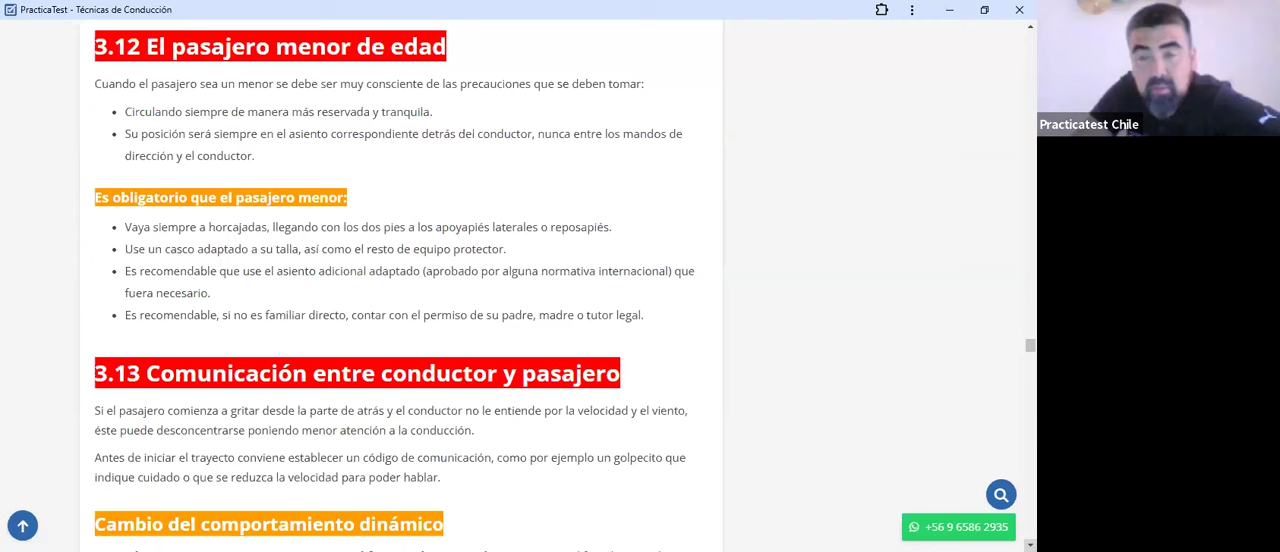 PracticaTest - Técnicas de Conducción
3.12 El pasajero menor de edad
Cuando el pasajero sea un menor se debe ser muy consciente de las precauciones que se deben tomar:
Circulando siempre de manera más reservada y tranquila.
Su posición será siempre en el asiento correspondiente detrás del conductor, nunca entre los mandos de
dirección y el conductor.
Es obligatorio que el pasajero menor:
Vaya siempre a horcajadas, llegando con los dos pies a los apoyapiés laterales o reposapiés.
Use un casco adaptado a su talla, así como el resto de equipo protector.
Es recomendable que use el asiento adicional adaptado (aprobado por alguna normativa internacional) que
fuera necesario.
Es recomendable, si no es familiar directo, contar con el permiso de su padre, madre o tutor legal.
3.13 Comunicación entre conductor y pasajero
Si el pasajero comienza a gritar desde la parte de atrás y el conductor no le entiende por la velocidad y el viento,
éste puede desconcentrarse poniendo menor atención a la conducción.
Antes de iniciar el trayecto conviene establecer un código de comunicación, como por ejemplo un golpecito que
indique cuidado o que se reduzca la velocidad para poder hablar.
Cambio del comportamiento dinámico
+56 9 6586 2935
Practicatest Chile